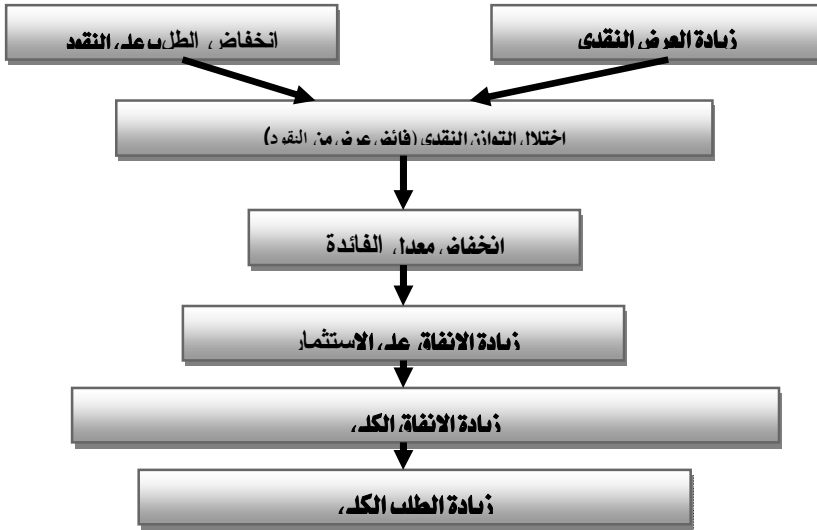 زيادة العرض النقدي
انخفاض الطلب على النقود
اختلال التوازن النقدي (فائض عرض من النقود)
انخفاض معدل الفائدة
زيادة الانفاق على الاستثمار
زيادة الانفاق الكلي
زيادة الطلب الكلي